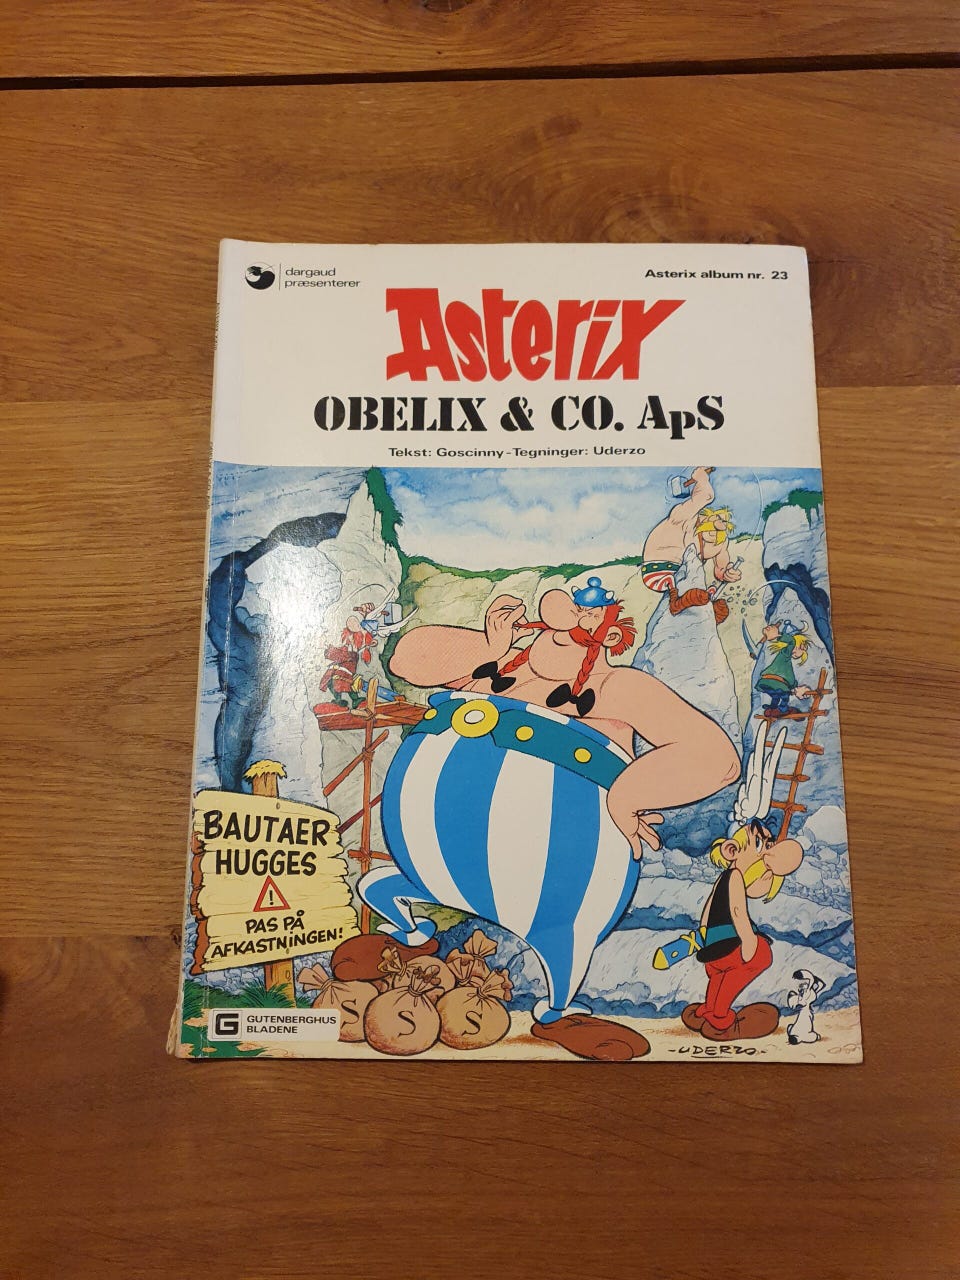 dargaud
præsenterer
Asterix album nr. 23
Asterix
OBELIX & CO. ApS
Tekst: Goscinny-Tegninger: Uderzo
BAUTAER
HUGGES
!
PAS PÅ
AFKASTNINGEN!
S S S
G GUTENBERGHUS
BLADENE
-UDERZO-